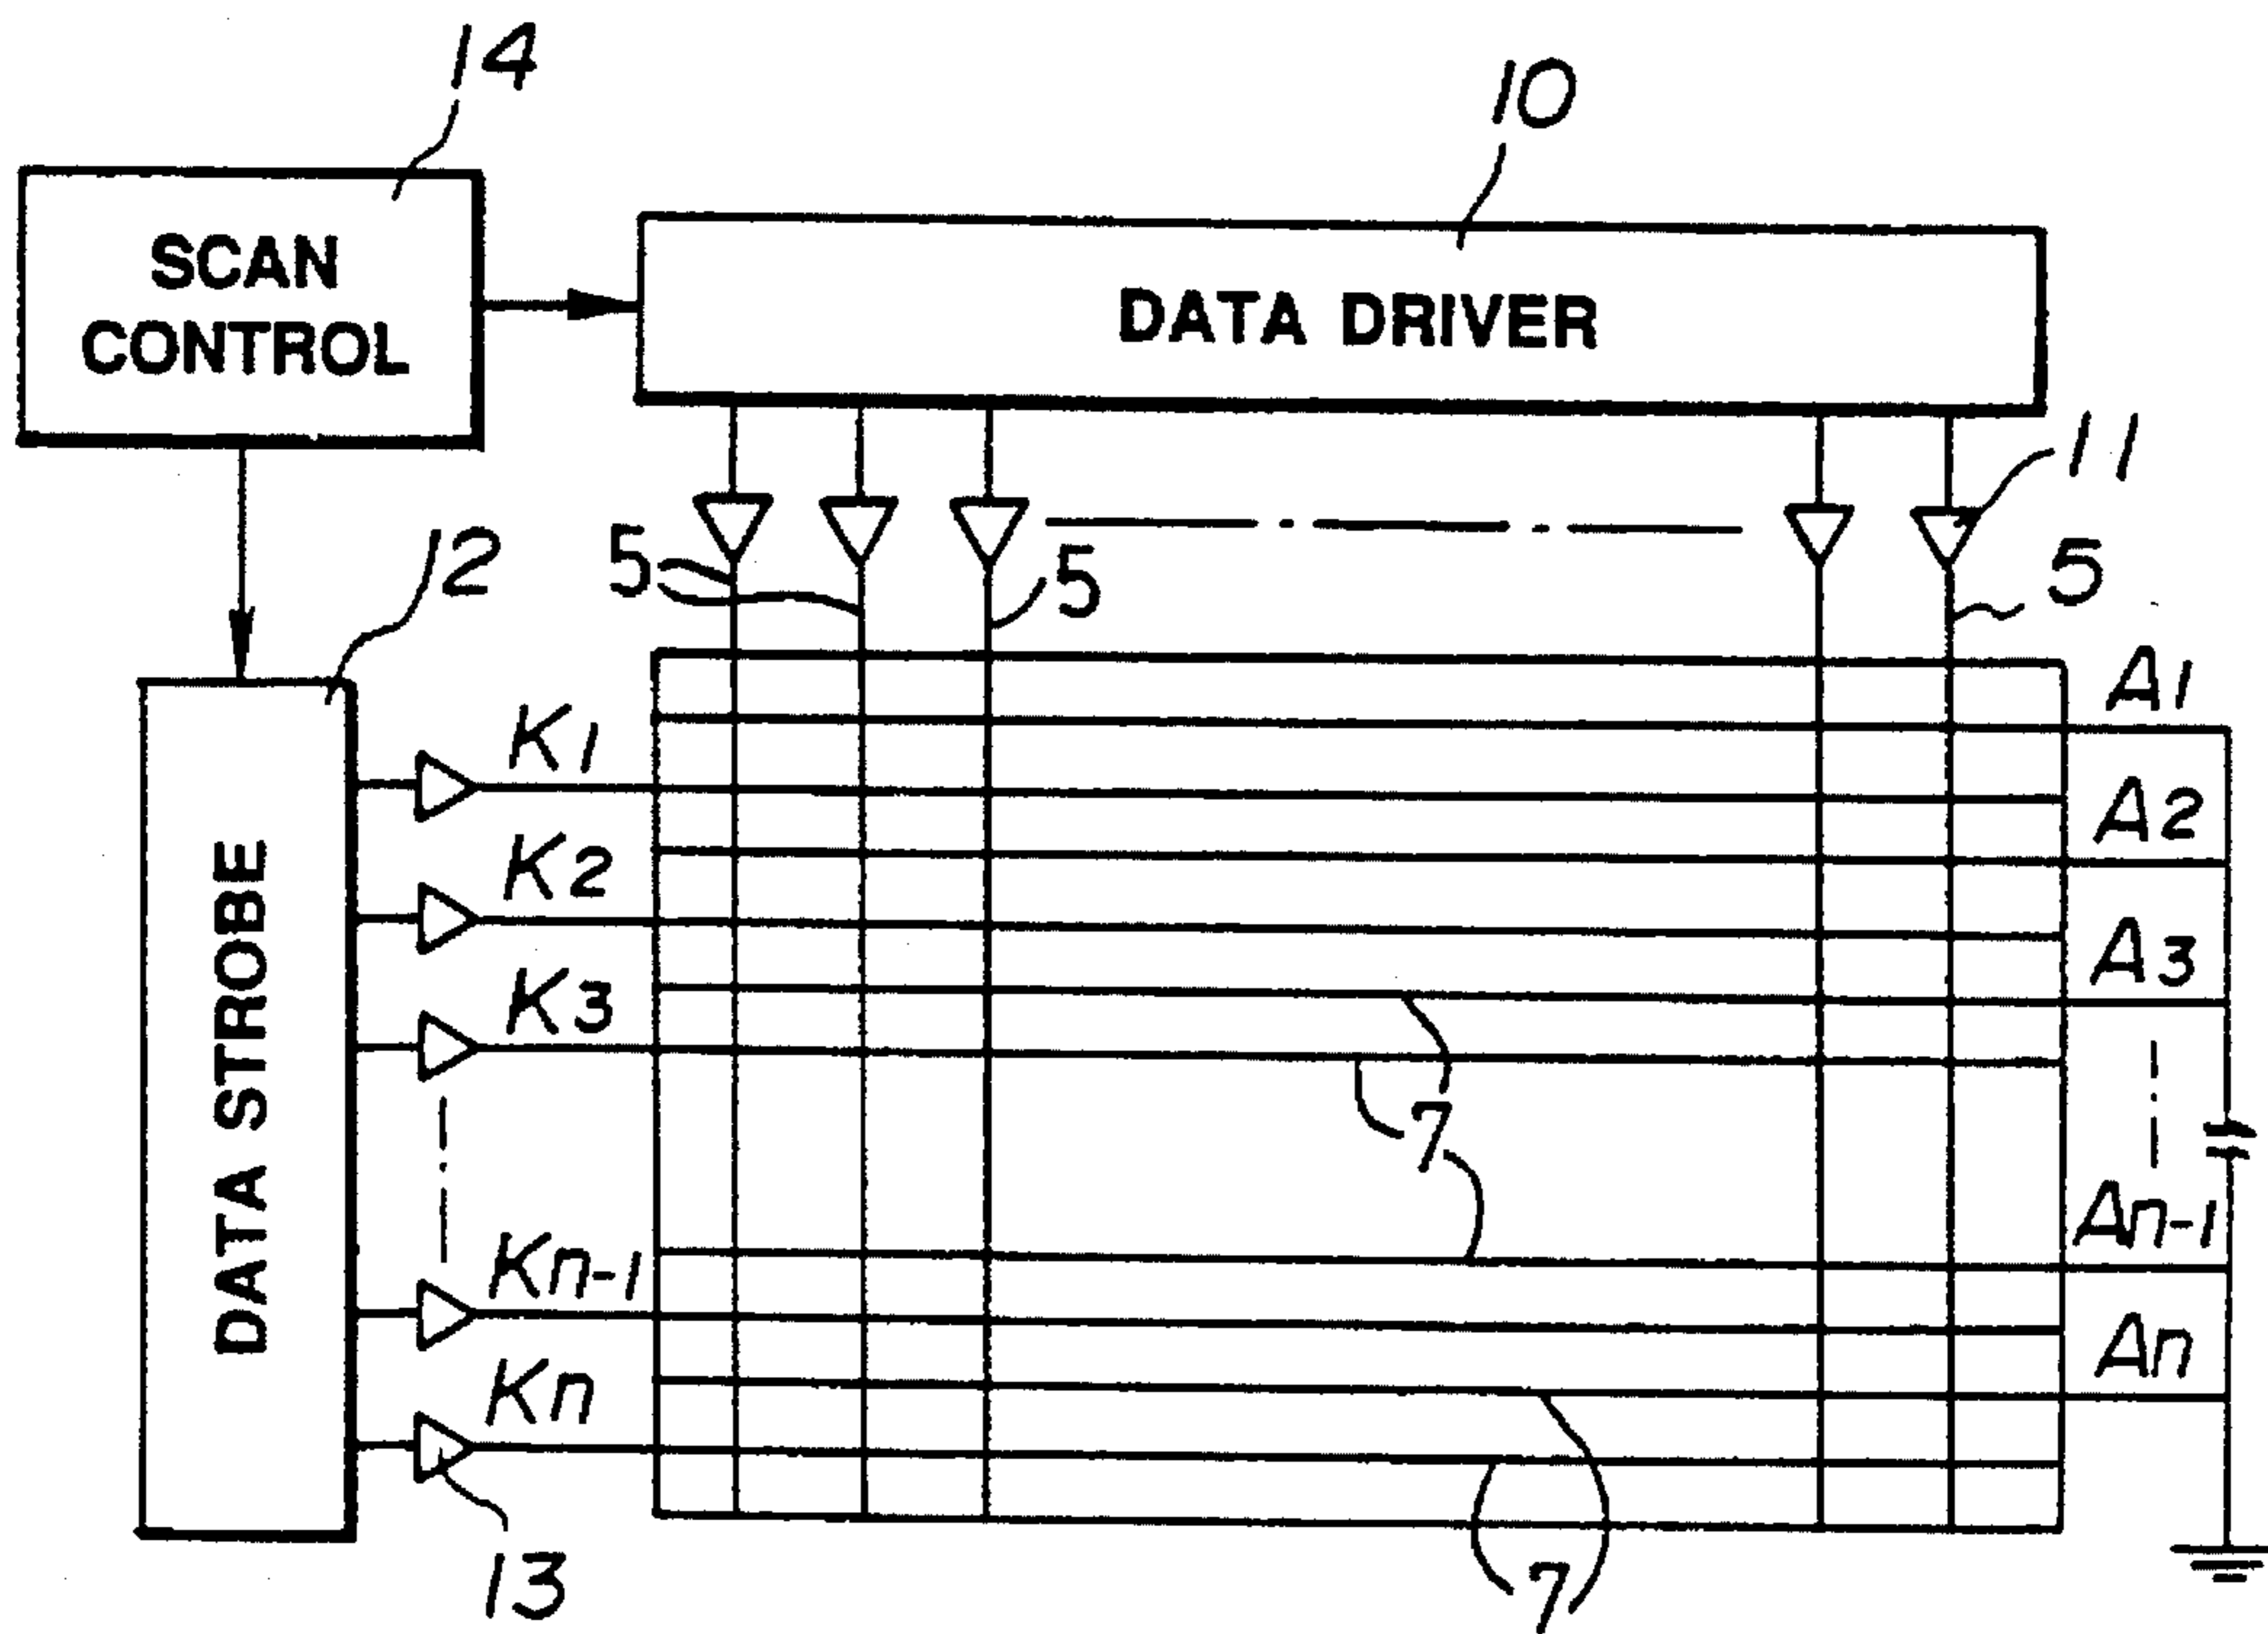 14
10
SCAN
CONTROL
DATA DRIVER
11
12
5
5
5
A1
K1
A2
K2
A3
K3
DATA STROBE
7
An-1
Kn-1
An
Kn
13
7